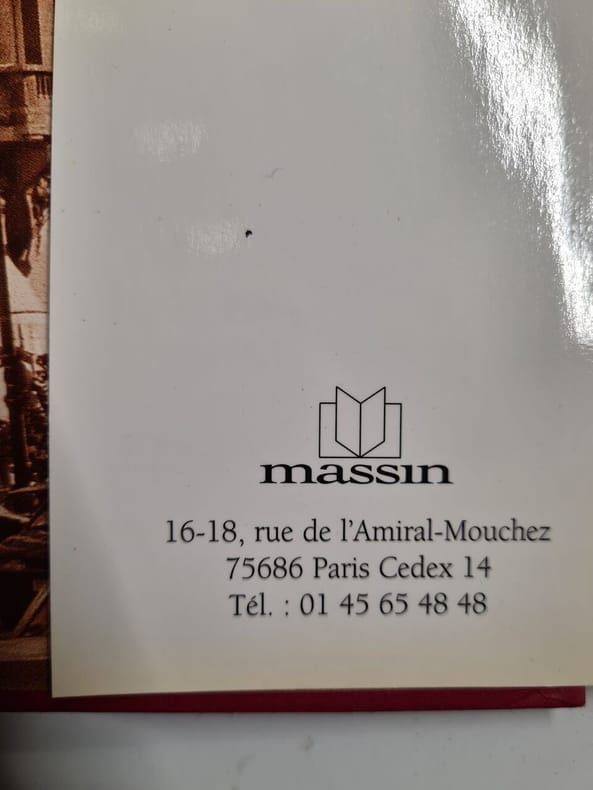 massin
16-18, rue de l'Amiral-Mouchez
75686 Paris Cedex 14
Tél. : 01 45 65 48 48